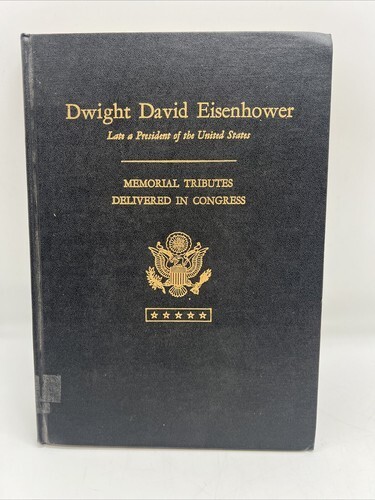 Dwight David Eisenhower
Late a President of the United States
MEMORIAL TRIBUTES
DELIVERED IN CONGRESS